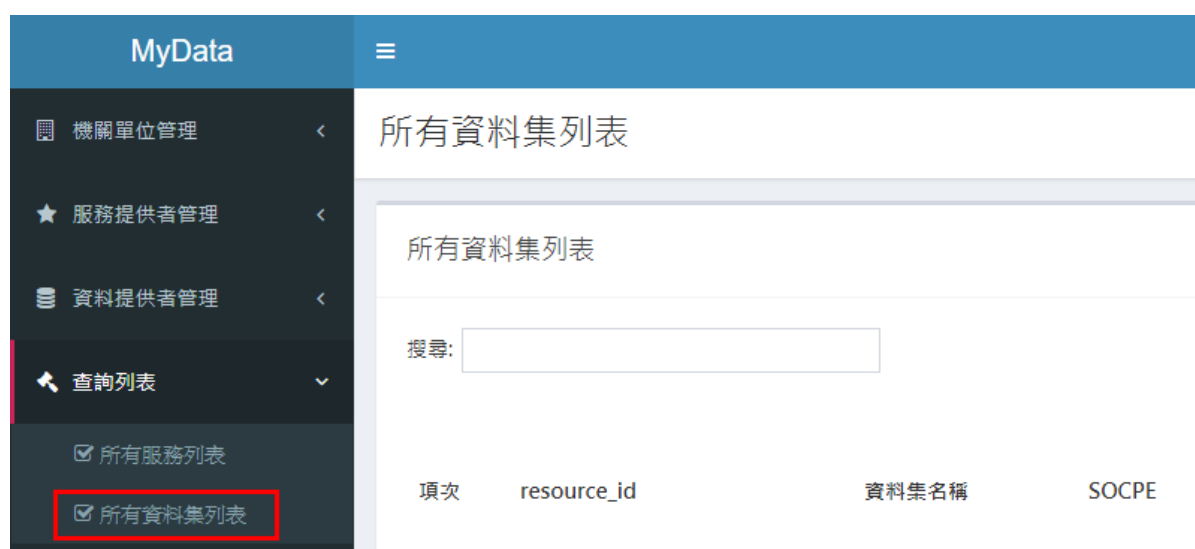 MyData
機關單位管理
服務提供者管理
資料提供者管理
查詢列表
所有服務列表
所有資料集列表
所有資料集列表
所有資料集列表
搜尋:
項次 resource_id 資料集名稱 SOCPE